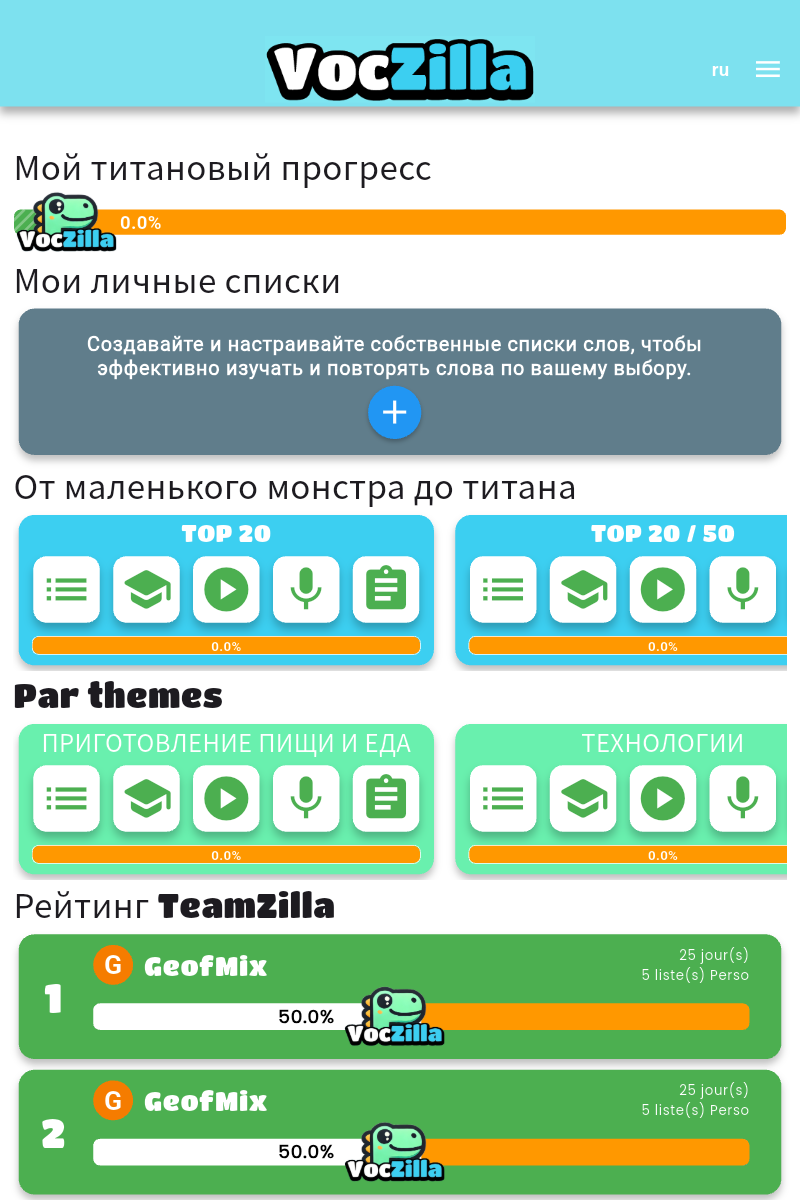 VocZilla
ru
Мой титановый прогресс
VocZilla
0.0%
Мои личные списки
Создавайте и настраивайте собственные списки слов, чтобы
эффективно изучать и повторять слова по вашему выбору.
От маленького монстра до титана
TOP 20
TOP 20 / 50
0.0%
0.0%
Par themes
ПРИГОТОВЛЕНИЕ ПИЩИ И ЕДА
ТЕХНОЛОГИИ
0.0%
0.0%
Рейтинг TeamZilla
1
G
GeofMix
25 jour(s)
5 liste(s) Perso
50.0%
VocZilla
2
G
GeofMix
25 jour(s)
5 liste(s) Perso
50.0%
VocZilla